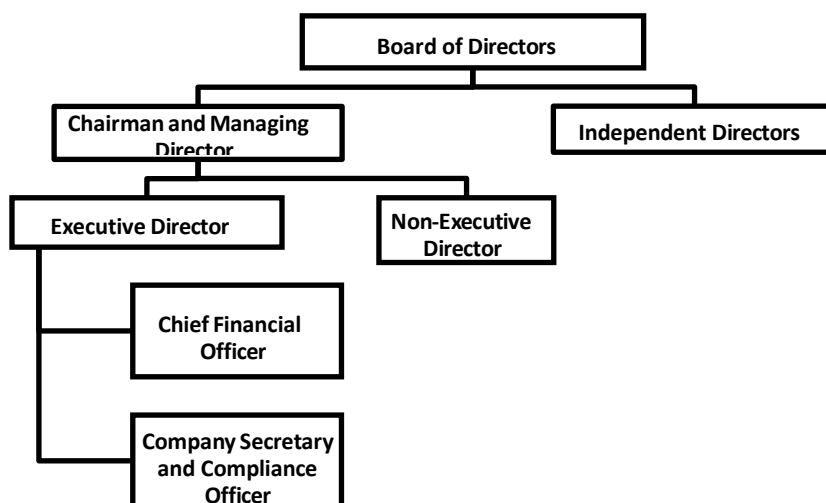 Board of Directors
Chairman and Managing
Director
Independent Directors
Executive Director
Non-Executive
Director
Chief Financial
Officer
Company Secretary
and Compliance
Officer